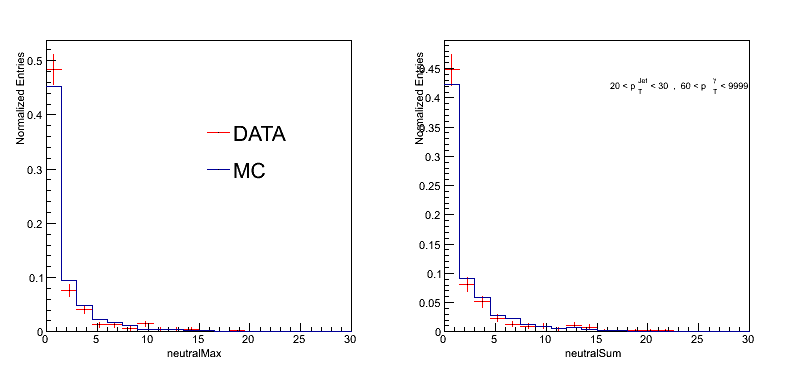 Normalized Entries
0.5
0.4
0.3
0.2
0.1
0
0 5 10 15 20 25 30
neutralMax
DATA
MC
Normalized Entries
0.45
0.4
0.35
0.3
0.25
0.2
0.15
0.1
0.05
0
0 5 10 15 20 25 30
neutralSum
20 < p_T^Jet < 30 , 60 < p_T^γ < 9999